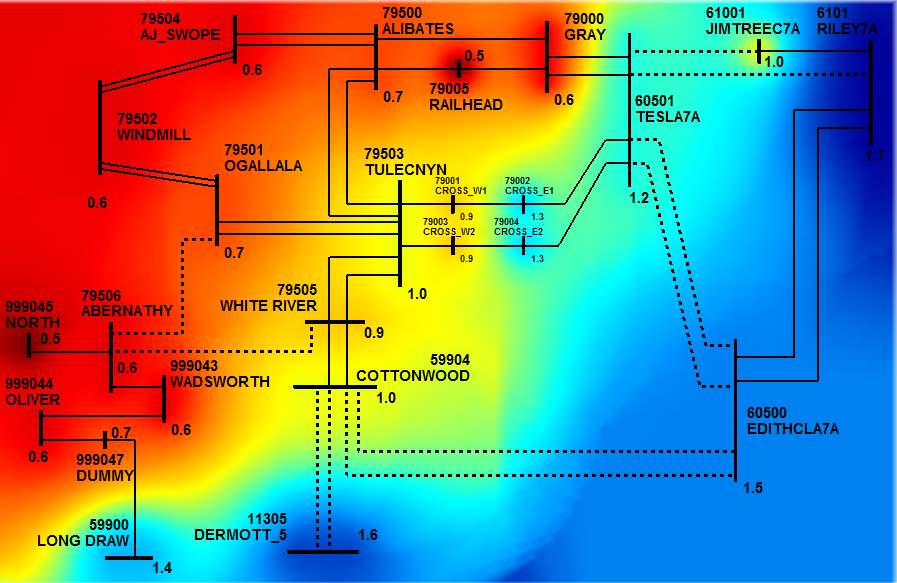 79504
AJ_SWOPE
0.6
79500
ALIBATES
0.7
0.5
79005
RAILHEAD
79000
GRAY
0.6
61001
JIMTREEC7A
1.0
6101
RILEY7A
1.7
60501
TESLA7A
1.2
79502
WINDMILL
0.6
79501
OGALLALA
0.7
79503
TULECNYN
1.0
79001
CROSS_W1
0.9
79002
CROSS_E1
1.3
79003
CROSS_W2
0.9
79004
CROSS_E2
1.3
79505
WHITE RIVER
0.9
79506
ABERNATHY
0.6
999045
NORTH
0.5
999043
WADSWORTH
0.6
999044
OLIVER
0.6
0.7
999047
DUMMY
59904
COTTONWOOD
1.0
60500
EDITHCLA7A
1.5
59900
LONG DRAW
1.4
11305
DERMOTT_5
1.6